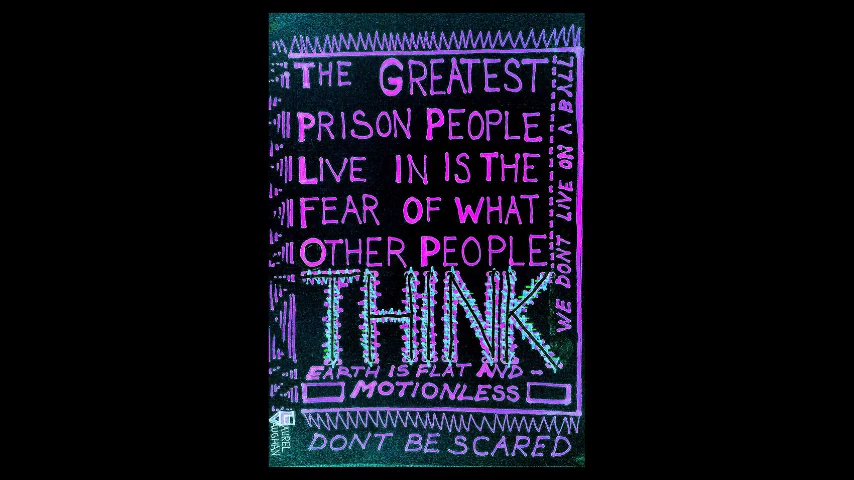 THE GREATEST
PRISON PEOPLE
LIVE IN IS THE
FEAR OF WHAT
OTHER PEOPLE
THINK
EARTH IS FLAT AND -
MOTIONLESS
DONT BE SCARED
WE DONT LIVE ON A BALL